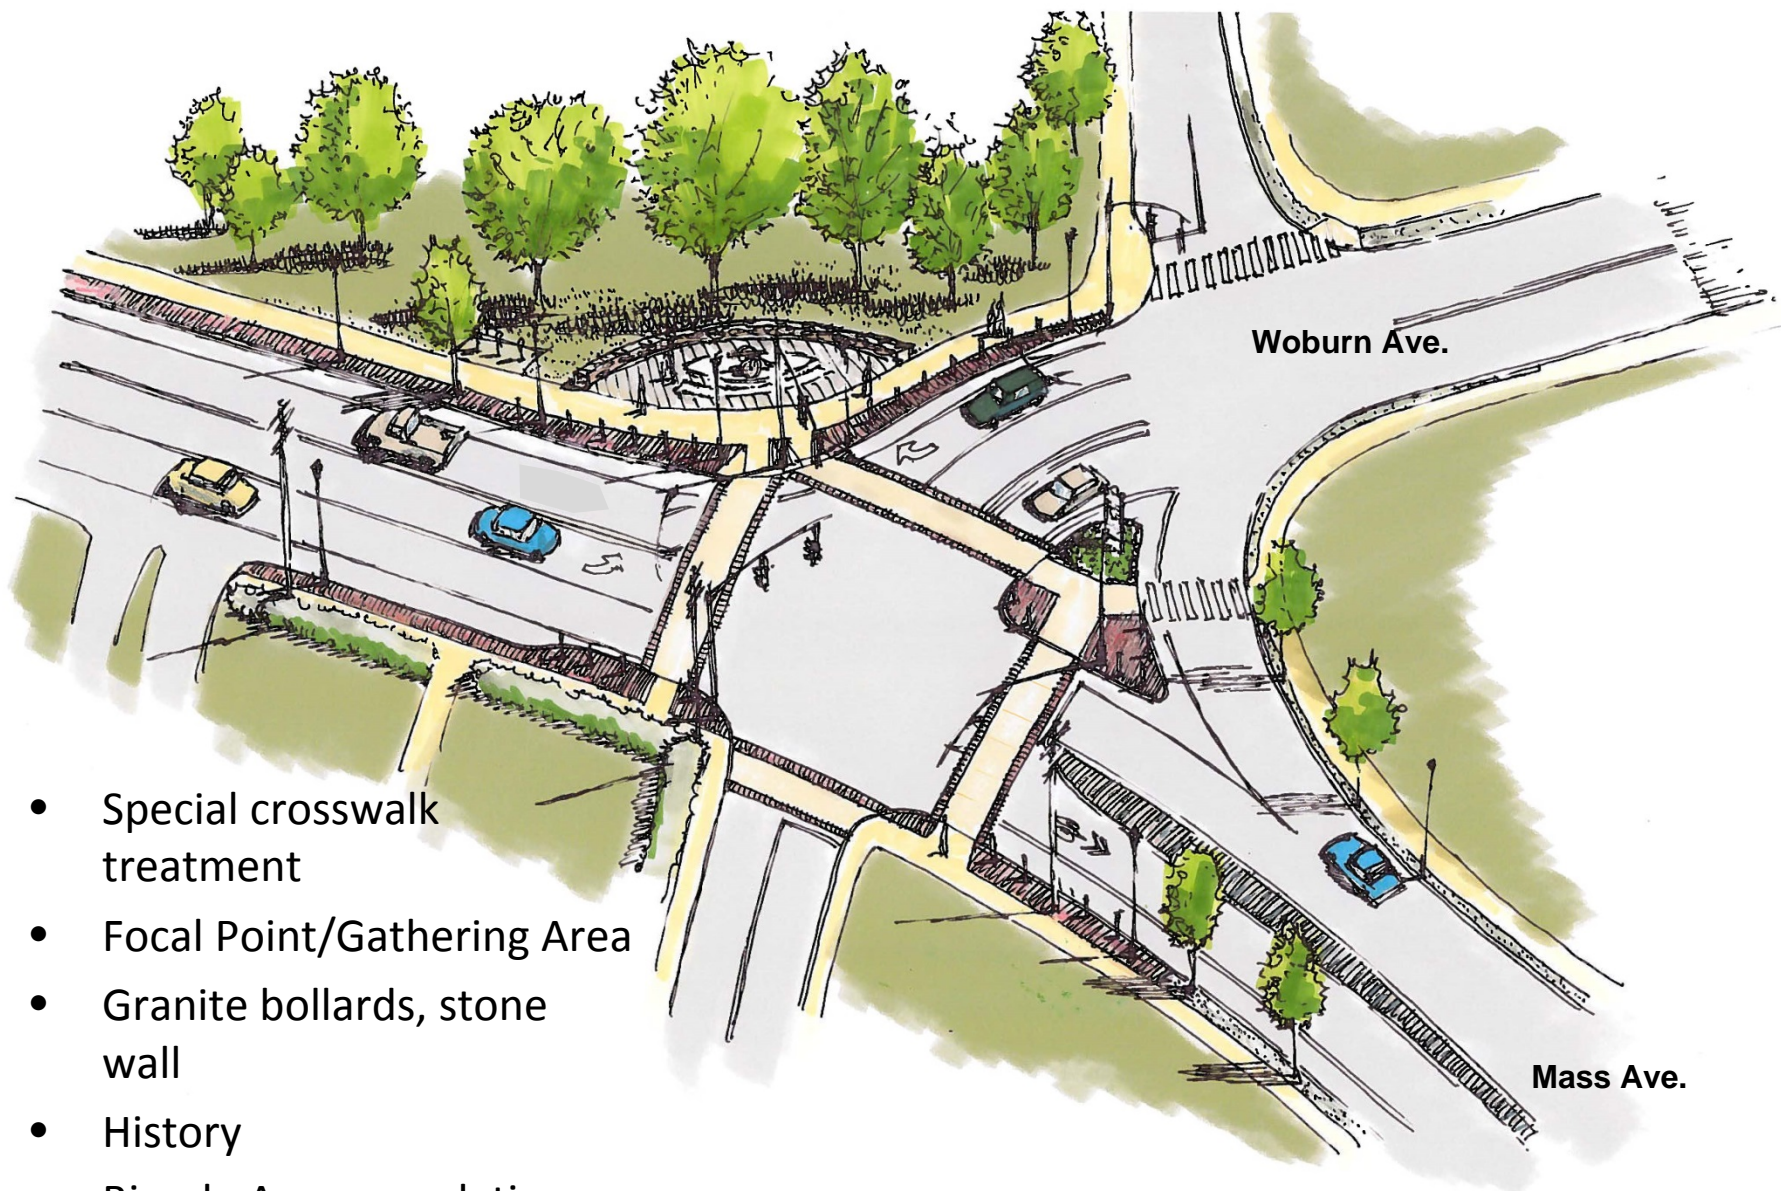 Woburn Ave.
• Special crosswalk
treatment
• Focal Point/Gathering Area
• Granite bollards, stone
wall
• History
Mass Ave.